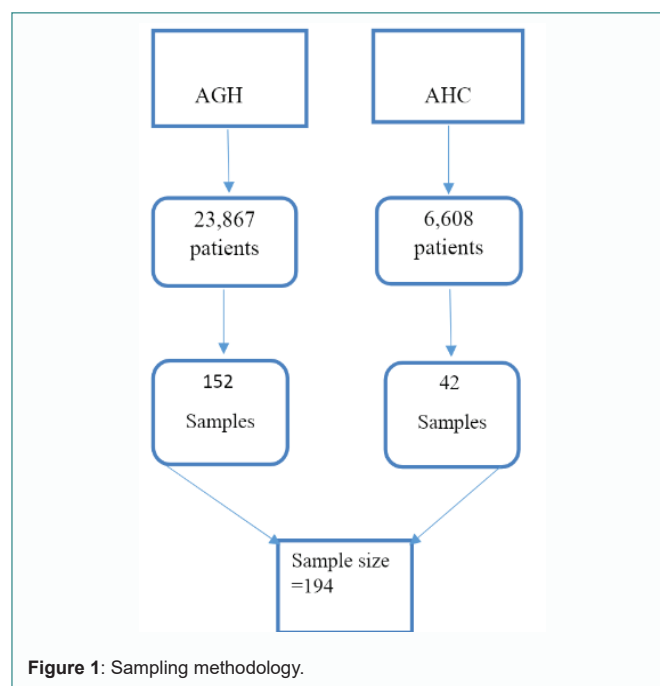 AGH
AHC
23,867
patients
6,608
patients
152
Samples
42
Samples
Sample size
=194
Figure 1: Sampling methodology.